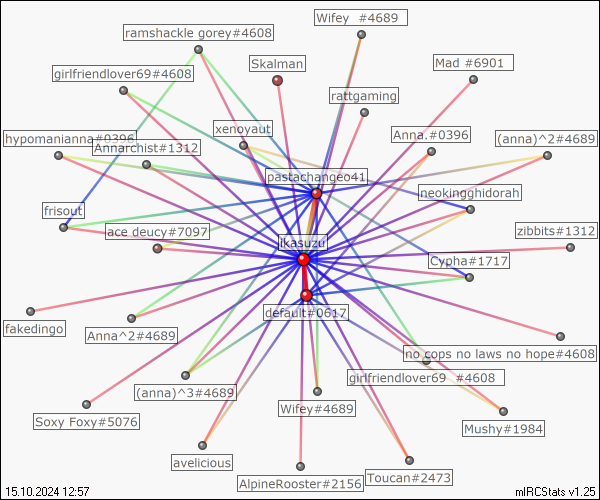 Wifey #4689
ramshackle gorey#4608
Skalman
Mad #6901
girlfriendlover69#4608
rattgaming
xenoyaut
Anna.#0396
hypomanianna#0396
(anna)^2#4689
Annarchist#1312
pastachangeo41
neokingghidorah
frisout
ace deucy#7097
ikasuzu
zibbits#1312
Cypha#1717
default#0617
fakedingo
Anna^2#4689
no cops no laws no hope#4608
girlfriendlover69 #4608
(anna)^3#4689
Wifey#4689
Soxy Foxy#5076
Mushy#1984
avelicious
Toucan#2473
AlpineRooster#2156
15.10.2024 12:57
mIRCStats v1.25